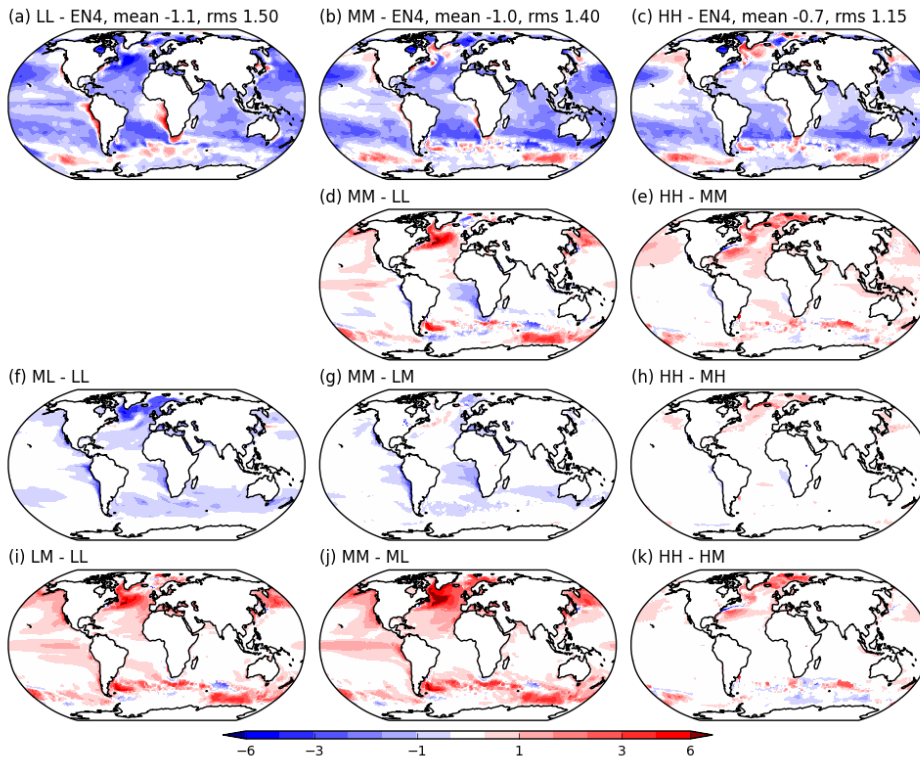 (a) LL - EN4, mean -1.1, rms 1.50
(b) MM - EN4, mean -1.0, rms 1.40
(c) HH - EN4, mean -0.7, rms 1.15
(d) MM - LL
(e) HH - MM
(f) ML - LL
(g) MM - LM
(h) HH - MH
(i) LM - LL
(j) MM - ML
(k) HH - HM
−6 −3 −1 1 3 6